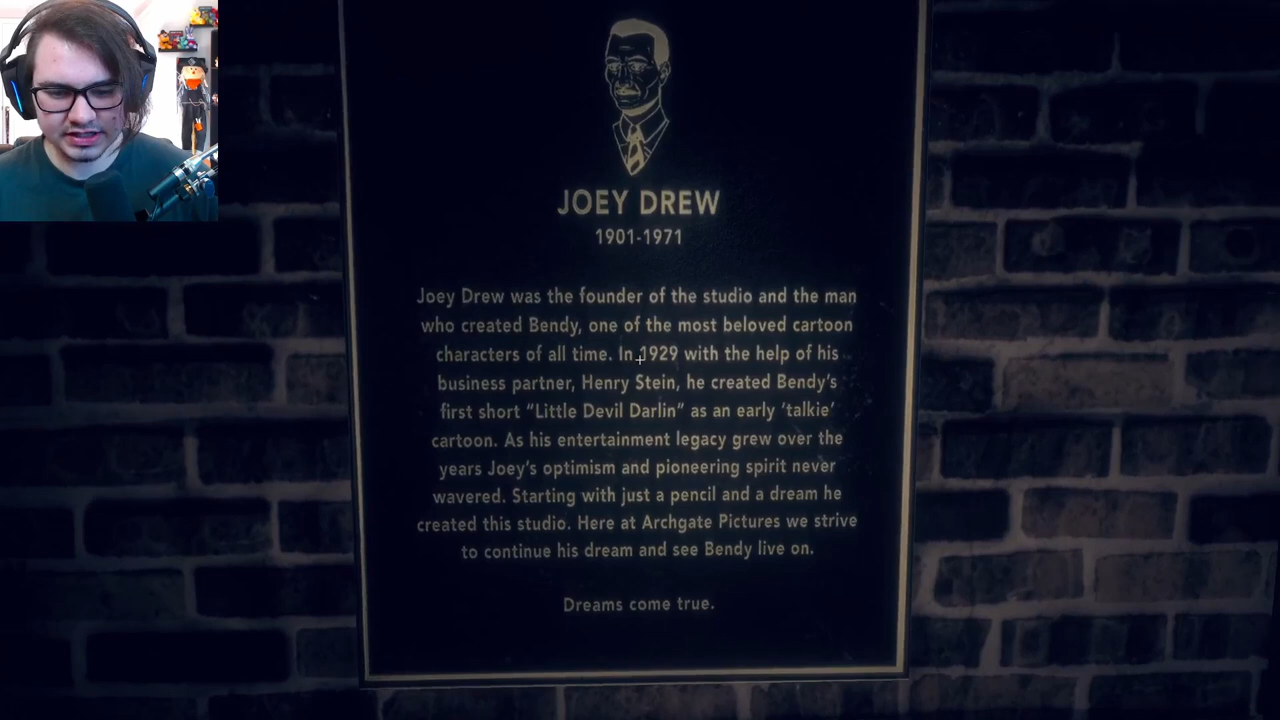 JOEY DREW
1901-1971
Joey Drew was the founder of the studio and the man
who created Bendy, one of the most beloved cartoon
characters of all time. In 1929 with the help of his
business partner, Henry Stein, he created Bendy's
first short "Little Devil Darlin" as an early 'talkie'
cartoon. As his entertainment legacy grew over the
years Joey's optimism and pioneering spirit never
wavered. Starting with just a pencil and a dream he
created this studio. Here at Archgate Pictures we strive
to continue his dream and see Bendy live on.
Dreams come true.